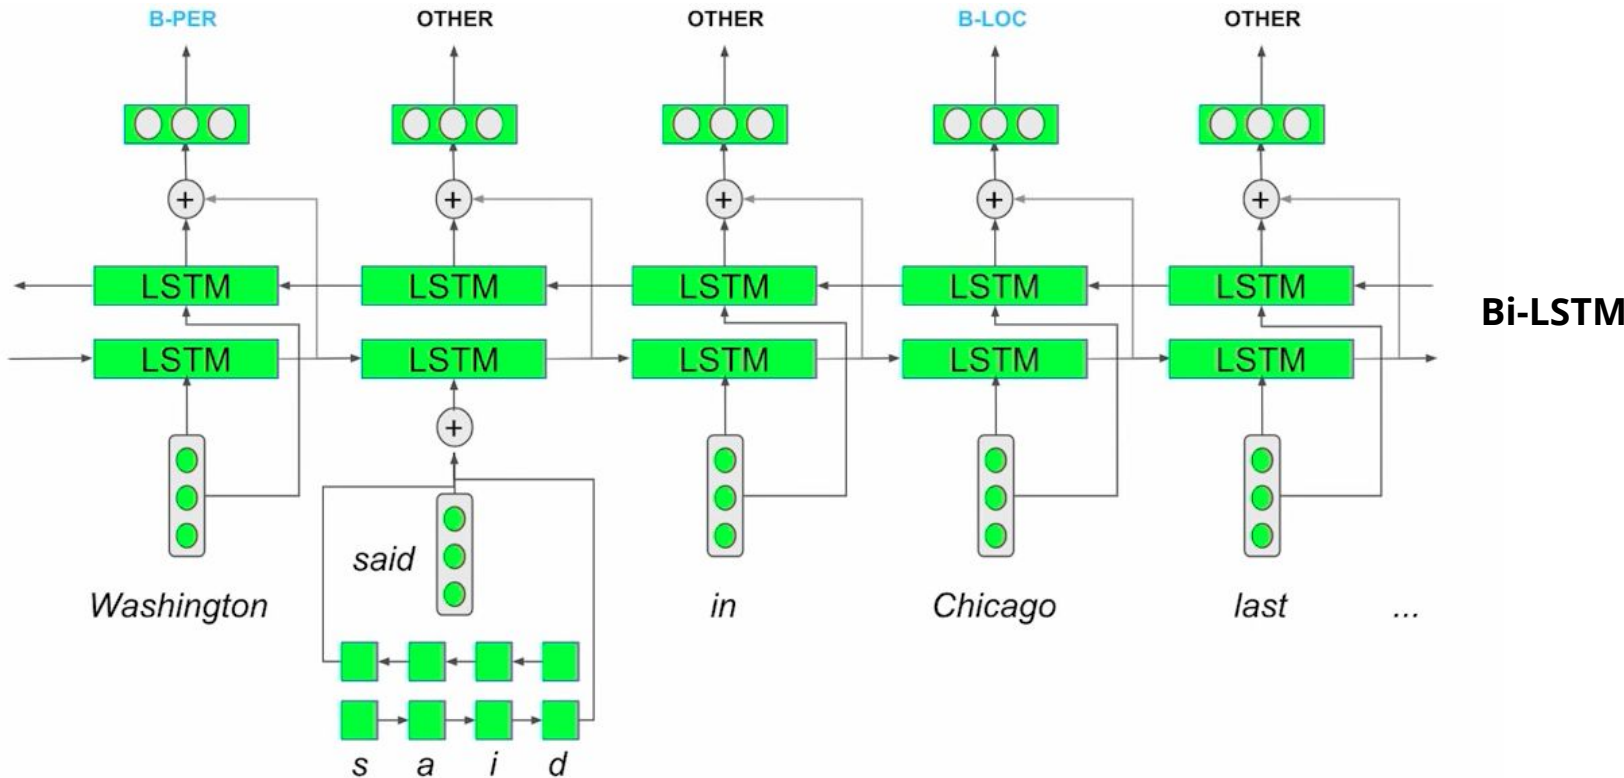 B-PER OTHER OTHER B-LOC OTHER
+ + + + +
LSTM LSTM LSTM LSTM LSTM
Bi-LSTM
LSTM LSTM LSTM LSTM LSTM
+
said
Washington in Chicago last ...
s a i d